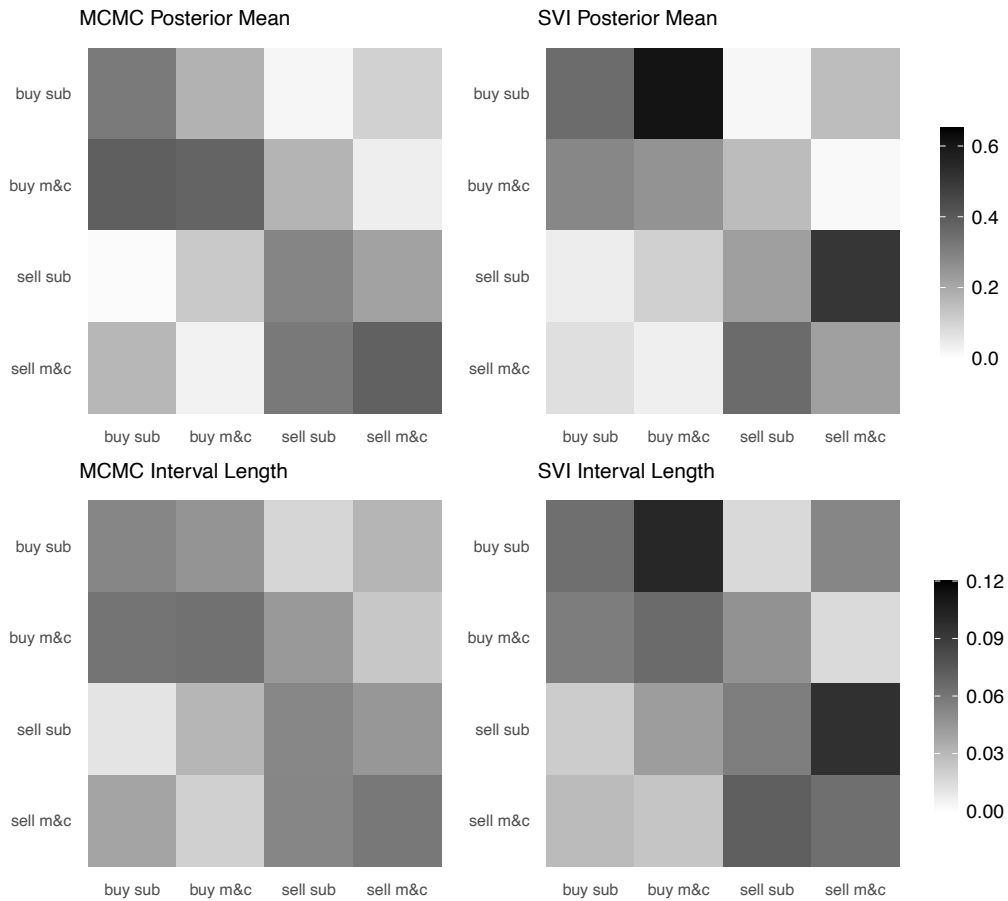 MCMC Posterior Mean
SVI Posterior Mean
buy sub
buy m&c
sell sub
sell m&c
buy sub buy m&c sell sub sell m&c
buy sub
buy m&c
sell sub
sell m&c
buy sub buy m&c sell sub sell m&c
0.6
0.4
0.2
0.0
MCMC Interval Length
SVI Interval Length
buy sub
buy m&c
sell sub
sell m&c
buy sub buy m&c sell sub sell m&c
buy sub
buy m&c
sell sub
sell m&c
buy sub buy m&c sell sub sell m&c
0.12
0.09
0.06
0.03
0.00